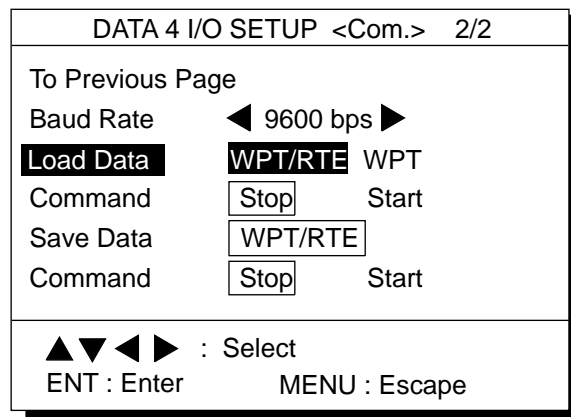 DATA 4 I/O SETUP <Com.> 2/2
To Previous Page
Baud Rate ◀ 9600 bps ▶
Load Data WPT/RTE WPT
Command Stop Start
Save Data WPT/RTE
Command Stop Start
▲▼◀ ▶ : Select
ENT : Enter MENU : Escape